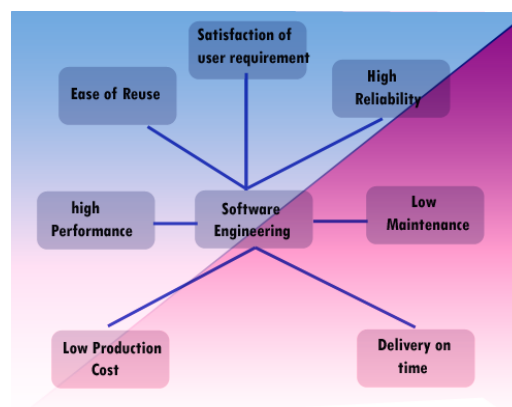 Satisfaction of
user requirement
Ease of Reuse
High
Reliability
high
Performance
Software
Engineering
Low
Maintenance
Low Production
Cost
Delivery on
time